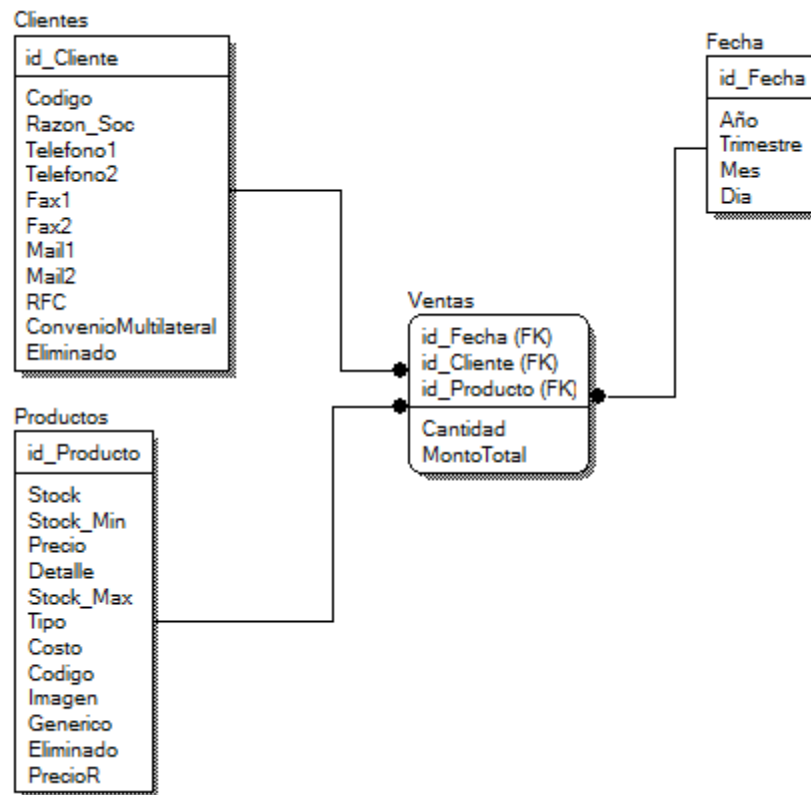 Clientes
id_Cliente
Codigo
Razon_Soc
Telefono1
Telefono2
Fax1
Fax2
Mail1
Mail2
RFC
ConvenioMultilateral
Eliminado
Fecha
id_Fecha
Año
Trimestre
Mes
Dia
Ventas
id_Fecha (FK)
id_Cliente (FK)
id_Producto (FK)
Cantidad
MontoTotal
Productos
id_Producto
Stock
Stock_Min
Precio
Detalle
Stock_Max
Tipo
Costo
Codigo
Imagen
Generico
Eliminado
PrecioR